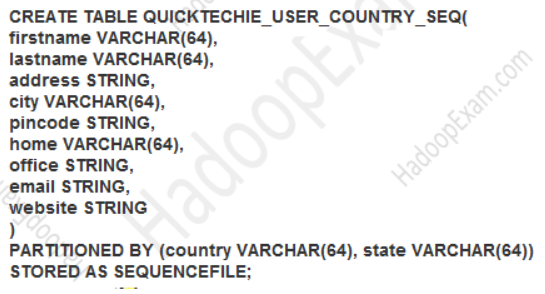 CREATE TABLE QUICKTECHIE_USER_COUNTRY_SEQ(
firstname VARCHAR(64),
lastname VARCHAR(64),
address STRING,
city VARCHAR(64),
pincode STRING,
home VARCHAR(64),
office STRING,
email STRING,
website STRING
)
PARTITIONED BY (country VARCHAR(64), state VARCHAR(64))
STORED AS SEQUENCEFILE;
HadoopExam.com
HadoopExam